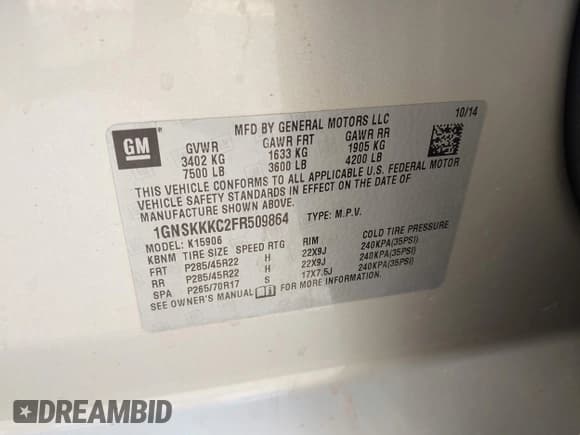 GM
MFD BY GENERAL MOTORS LLC 10/14
GVWR GAWR FRT GAWR RR
3402 KG 1633 KG 1905 KG
7500 LB 3600 LB 4200 LB
THIS VEHICLE CONFORMS TO ALL APPLICABLE U.S. FEDERAL MOTOR
VEHICLE SAFETY STANDARDS IN EFFECT ON THE DATE OF
MANUFACTURE SHOWN ABOVE.
1GNSKKKC2FR509864 TYPE: M.P.V.
MODEL: K15906
KBNM TIRE SIZE SPEED RTG RIM COLD TIRE PRESSURE
FRT P285/45R22 H 22X9J 240KPA(35PSI)
RR P285/45R22 H 22X9J 240KPA(35PSI)
SPA P265/70R17 S 17X7.5J 240KPA(35PSI)
SEE OWNER'S MANUAL FOR MORE INFORMATION.
DREAMBID